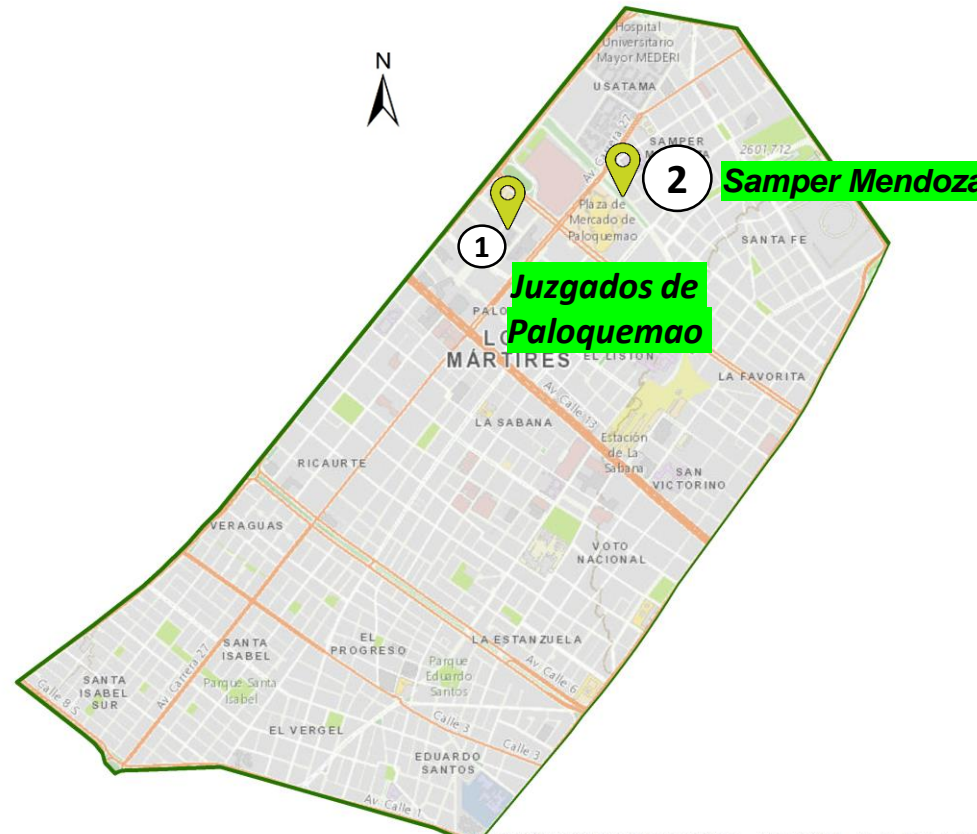 N
Hospital
Universitario
Mayor MEDERI
USATAMA
Av. Carrera 27
SAMPER
2601,712
2
Samper Mendoza
Plaza de
Mercado de
Paloquemao
SANTA FE
1
Juzgados de
Paloquemao
PALO
LO
MÁRTIRES
EL LISTÓN
LA FAVORITA
Av. Calle 13
LA SABANA
Estación
de La
Sabana
RICAURTE
SAN
VICTORINO
VERAGUAS
VOTO
NACIONAL
EL
PROGRESO
LA ESTANZUELA
SANTA
ISABEL
Parque
Eduardo
Santos
Av. Calle 6
SANTA
ISABEL
SUR
Av. Carrera 27
Parque Santa
Isabel
Calle 8 S
Calle 3
Calle 3
EL VERGEL
EDUARDO
SANTOS
Av. Calle 1